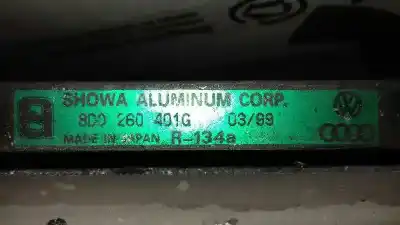 SHOWA ALUMINUM CORP.
8D0 260 401G 03/99
MADE IN JAPAN R-134a